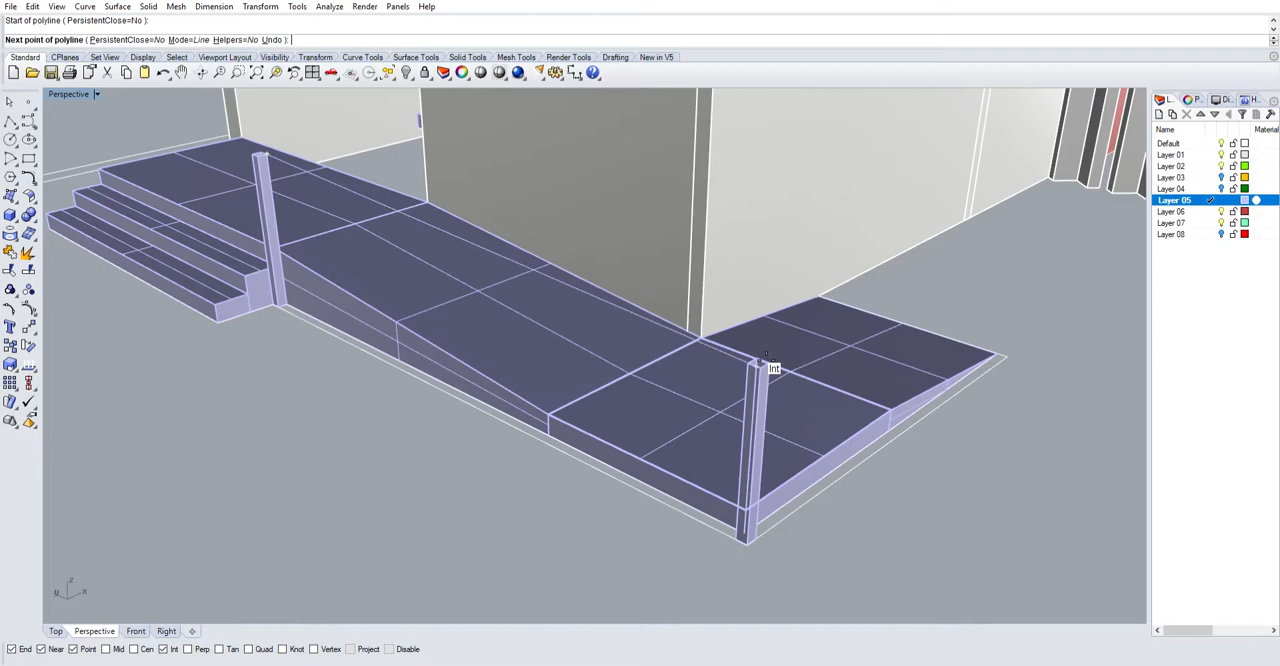 File Edit View Curve Surface Solid Mesh Dimension Transform Tools Analyze Render Panels Help
Start of polyline ( PersistentClose=No ):
Next point of polyline ( PersistentClose=No Mode=Line Helpers=No Undo ):
Standard CPlanes Set View Display Select Viewport Layout Visibility Transform Curve Tools Surface Tools Solid Tools Mesh Tools Render Tools Drafting New in V5
Perspective
L... P... Di... H...
Name Material
Default
Layer 01
Layer 02
Layer 03
Layer 04
Layer 05
Layer 06
Layer 07
Layer 08
Int
z
y x
Top Perspective Front Right
End Near Point Mid Cen Int Perp Tan Quad Knot Vertex Project Disable